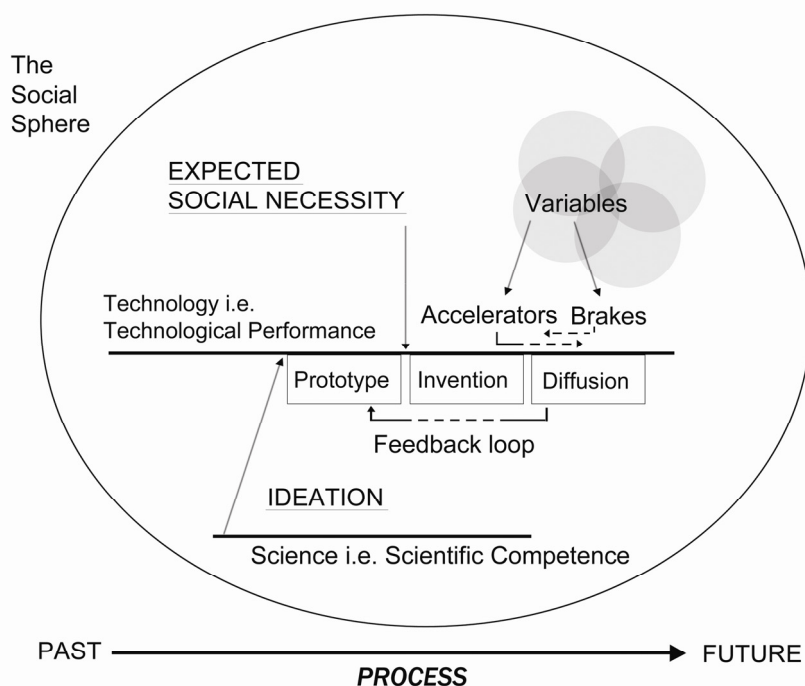 The
Social
Sphere
EXPECTED
SOCIAL NECESSITY
Variables
Technology i.e.
Technological Performance
Accelerators
Brakes
Prototype
Invention
Diffusion
Feedback loop
IDEATION
Science i.e. Scientific Competence
PAST
FUTURE
PROCESS